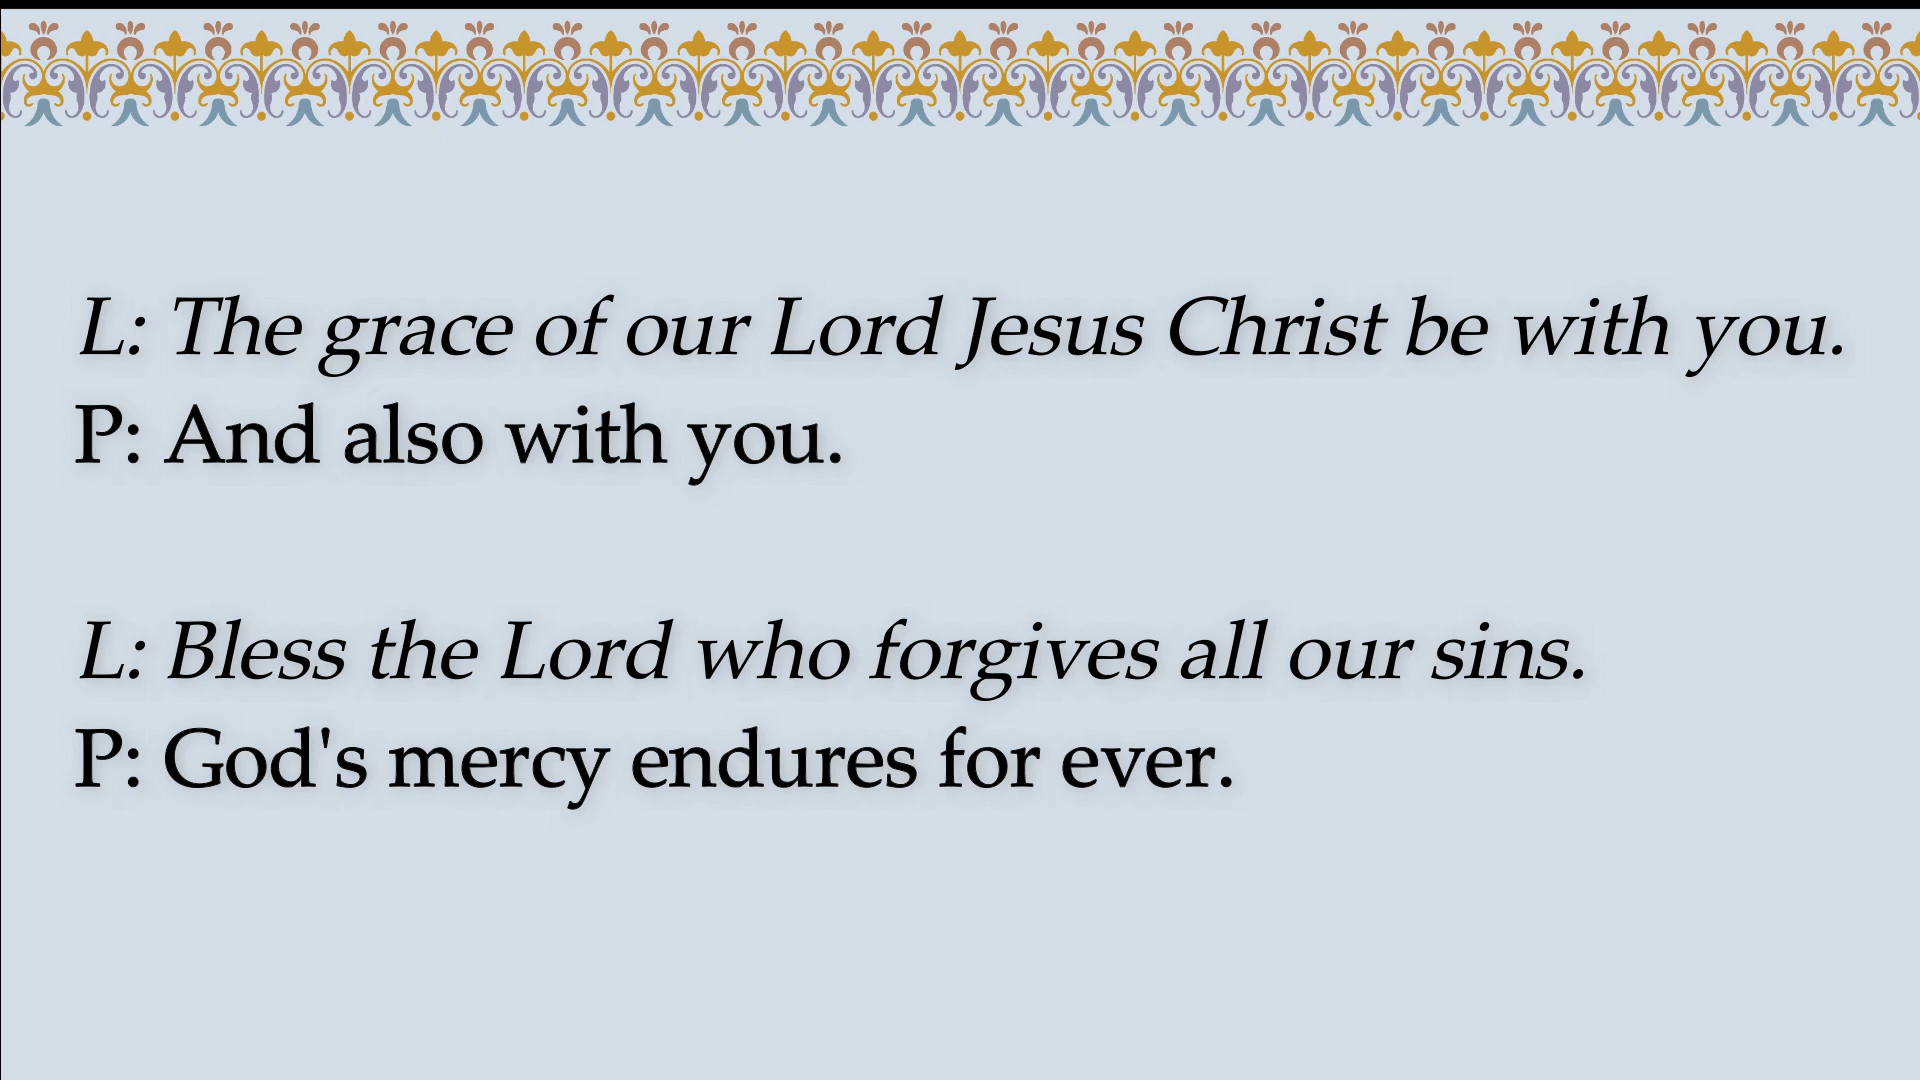 L: The grace of our Lord Jesus Christ be with you.
P: And also with you.
L: Bless the Lord who forgives all our sins.
P: God's mercy endures for ever.